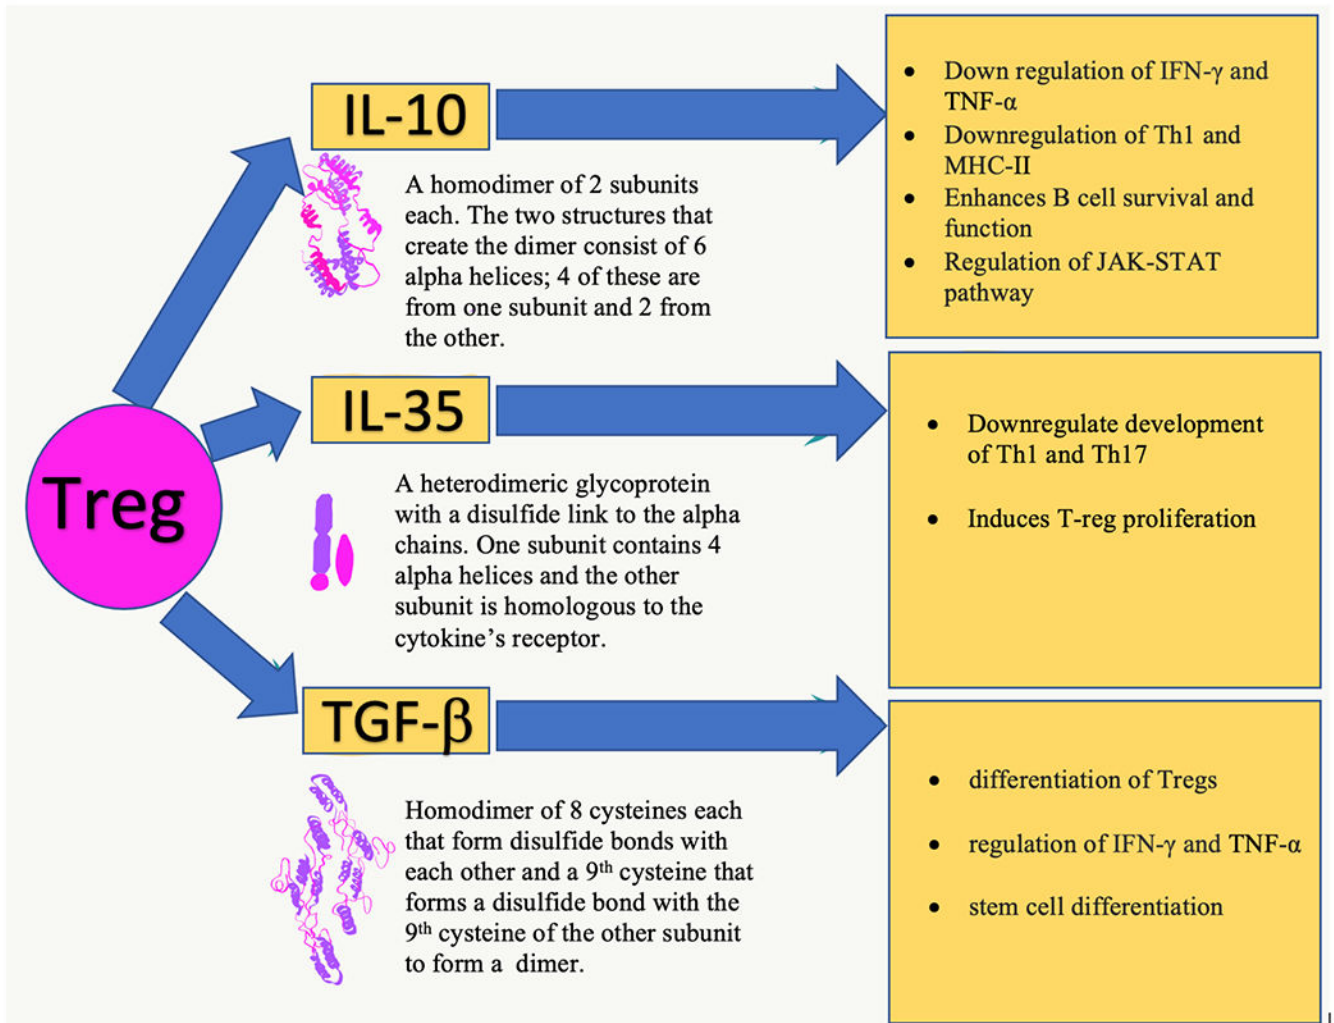 Treg
IL-10
A homodimer of 2 subunits
each. The two structures that
create the dimer consist of 6
alpha helices; 4 of these are
from one subunit and 2 from
the other.
• Down regulation of IFN-γ and
TNF-α
• Downregulation of Th1 and
MHC-II
• Enhances B cell survival and
function
• Regulation of JAK-STAT
pathway
IL-35
A heterodimeric glycoprotein
with a disulfide link to the alpha
chains. One subunit contains 4
alpha helices and the other
subunit is homologous to the
cytokine’s receptor.
• Downregulate development
of Th1 and Th17
• Induces T-reg proliferation
TGF-β
Homodimer of 8 cysteines each
that form disulfide bonds with
each other and a 9th cysteine that
forms a disulfide bond with the
9th cysteine of the other subunit
to form a dimer.
• differentiation of Tregs
• regulation of IFN-γ and TNF-α
• stem cell differentiation